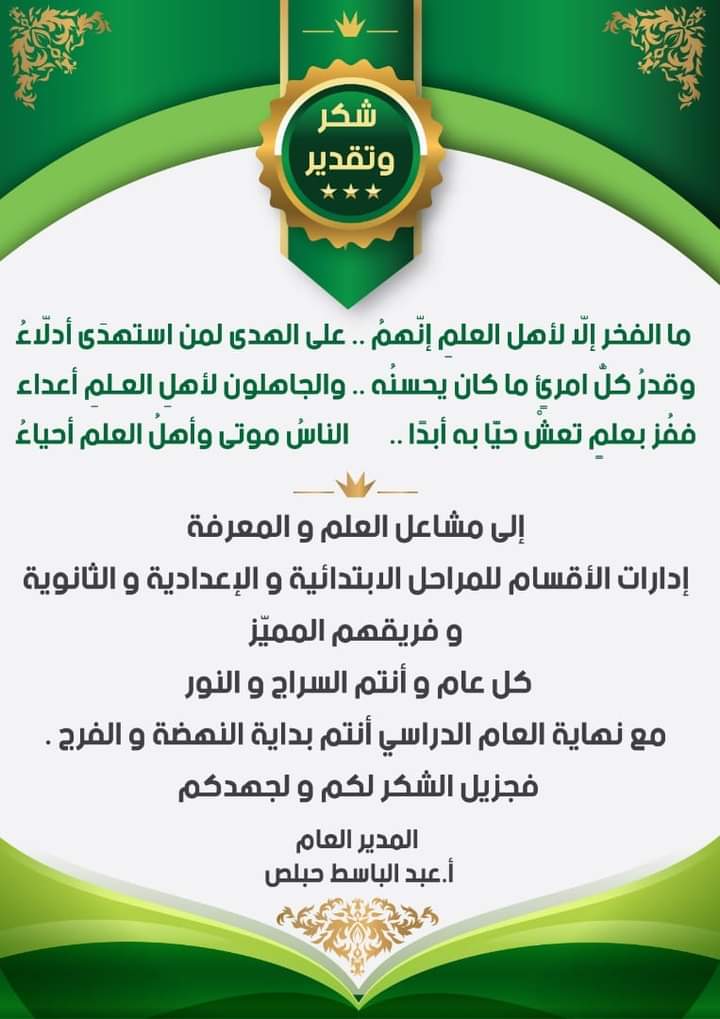 شكر
وتقدير
ما الفخر إلّا لأهل العلمِ إنّهمُ .. على الهدى لمن استهدَى أدلّاءُ
وقدرُ كلُّ امرئٍ ما كان يحسنُه .. والجاهلون لأهلِ العلمِ أعداء
ففُز بعلمٍ تعشْ حيّا به أبدًا .. الناسُ موتى وأهلُ العلم أحياءُ
إلى مشاعل العلم و المعرفة
إدارات الأقسام للمراحل الابتدائية و الإعدادية و الثانوية
و فريقهم المميّز
كل عام و أنتم السراج و النور
مع نهاية العام الدراسي أنتم بداية النهضة و الفرج .
فجزيل الشكر لكم و لجهدكم
المدير العام
أ.عبد الباسط حبلص